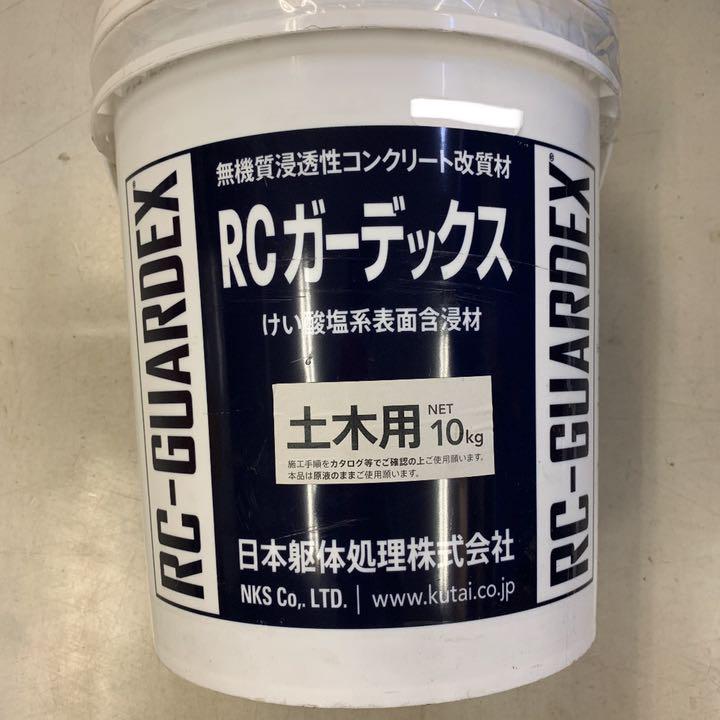 無機質浸透性コンクリート改質材
RCガーデックス
けい酸塩系表面含浸材
土木用 NET 10kg
施工手順をカタログ等でご確認の上ご使用願います。
本品は原液のままご使用願います。
日本躯体処理株式会社
NKS Co,. LTD. | www.kutai.co.jp
RC-GUARDEX®
RC-GUARDEX®